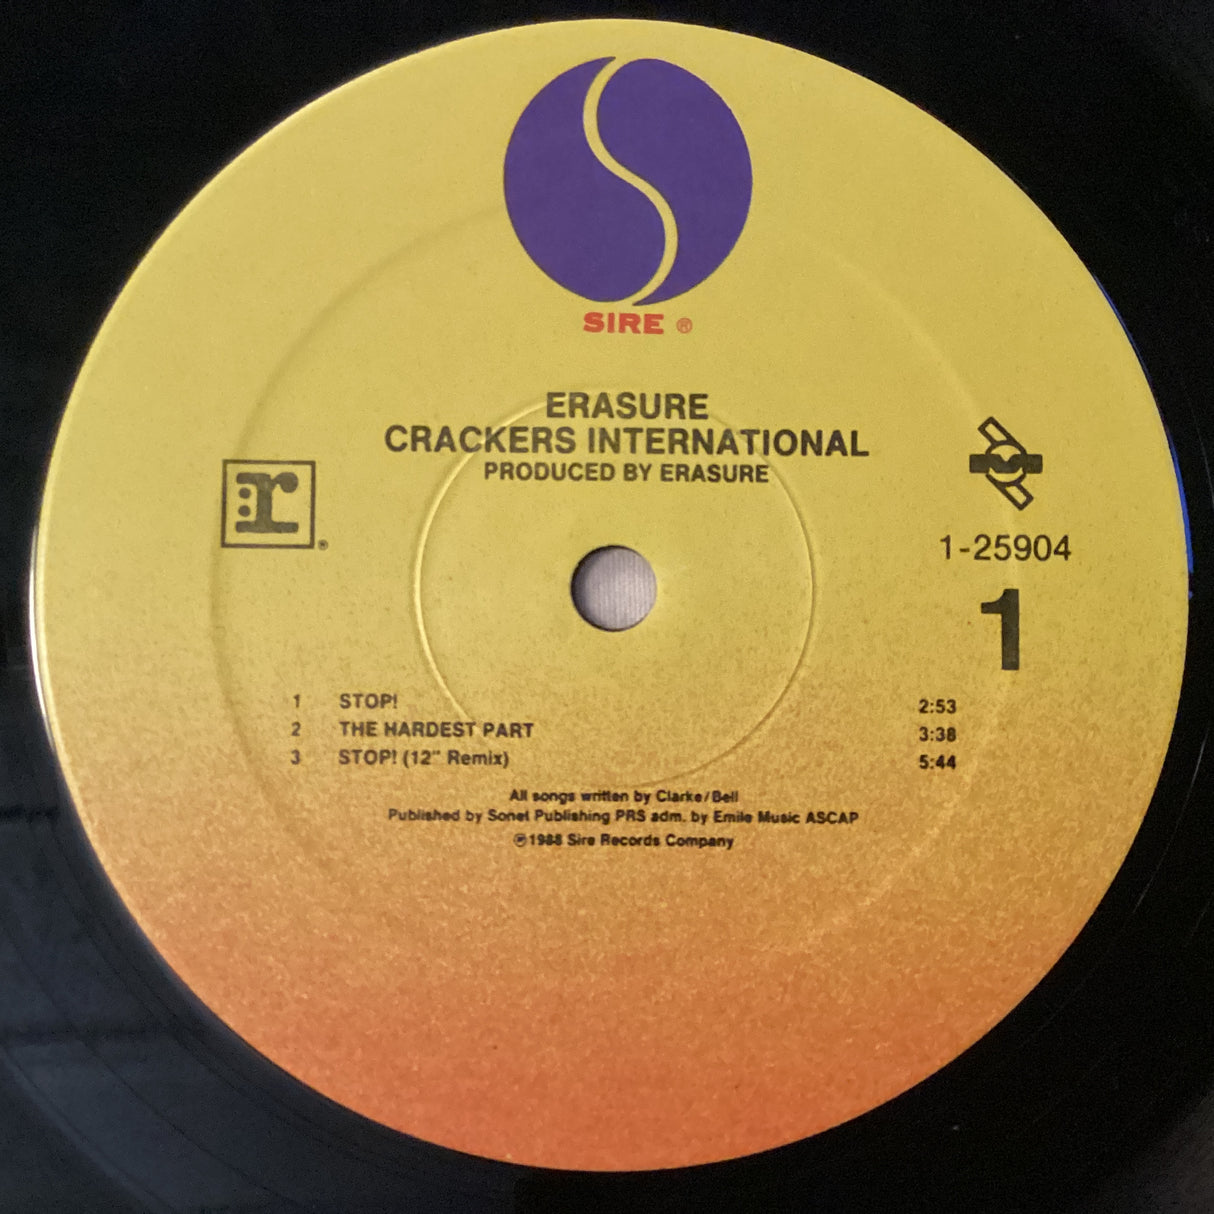 SIRE ®
ERASURE
CRACKERS INTERNATIONAL
PRODUCED BY ERASURE
r ®
1-25904
1
1 STOP! 2:53
2 THE HARDEST PART 3:38
3 STOP! (12" Remix) 5:44
All songs written by Clarke/Bell
Published by Sonet Publishing PRS adm. by Emile Music ASCAP
℗1988 Sire Records Company